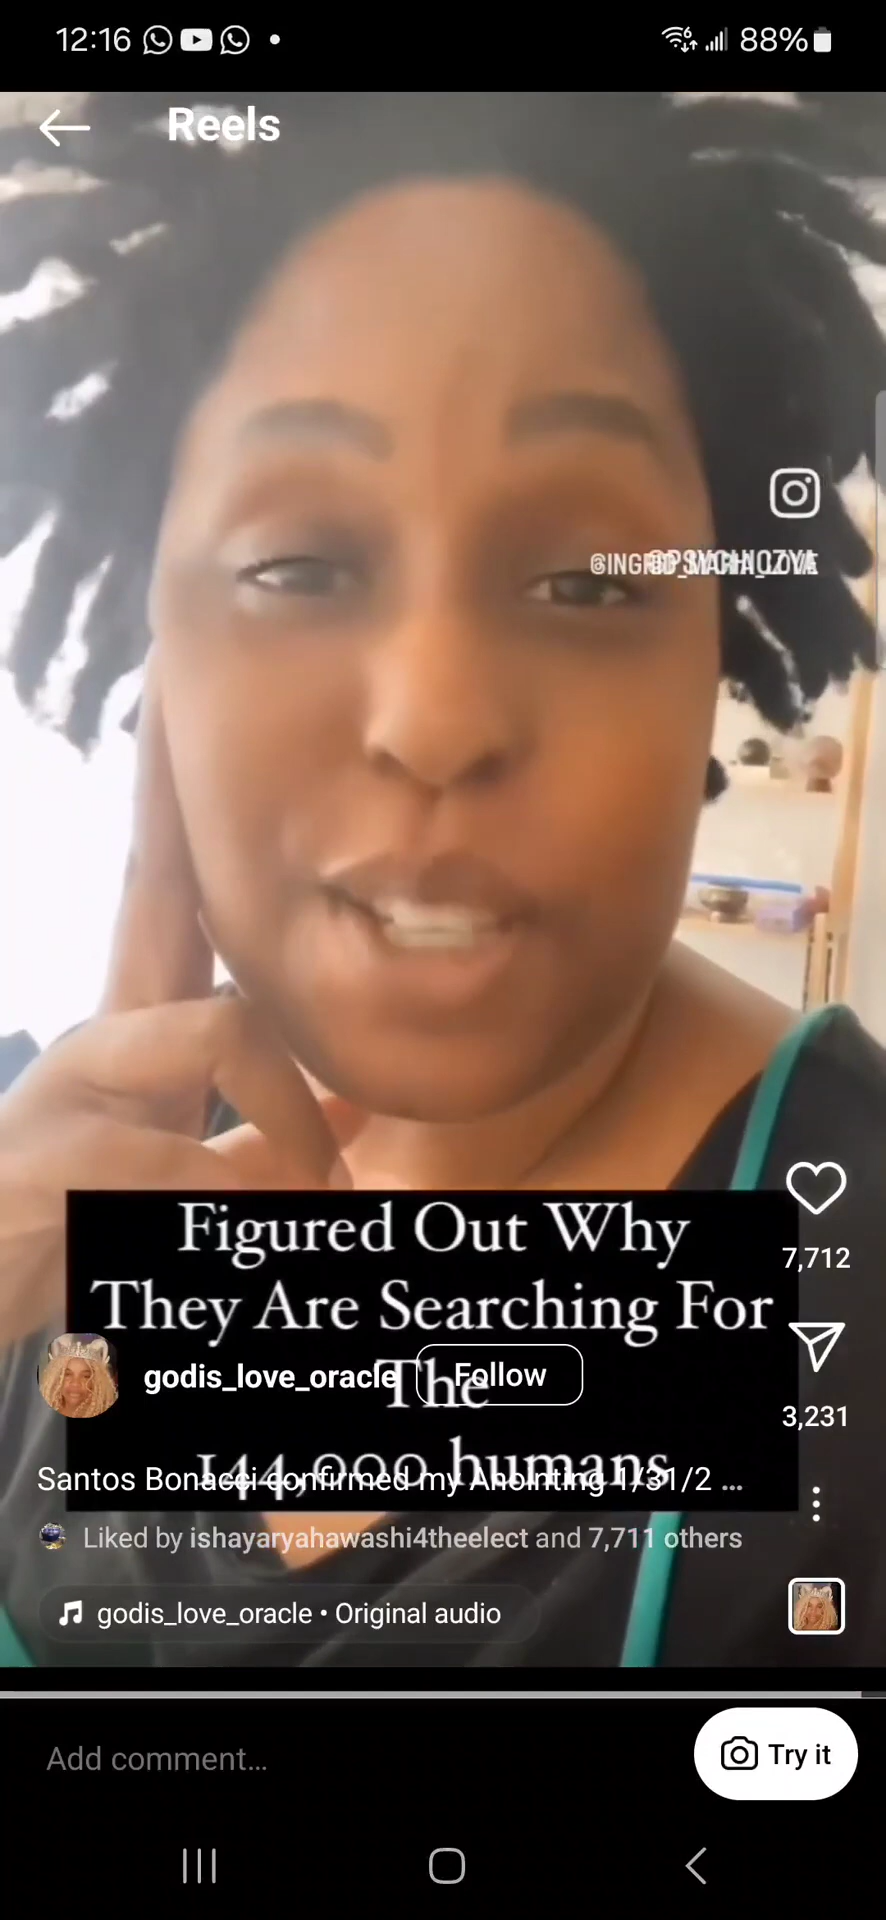 12:16
88%
Reels
Figured Out Why
They Are Searching For
The
144,000 humans
godis_love_oracle
Follow
7,712
3,231
Santos Bonacci confirmed my Anointing 1/31/2 ...
Liked by ishayaryahawashi4theelect and 7,711 others
godis_love_oracle • Original audio
Add comment...
Try it